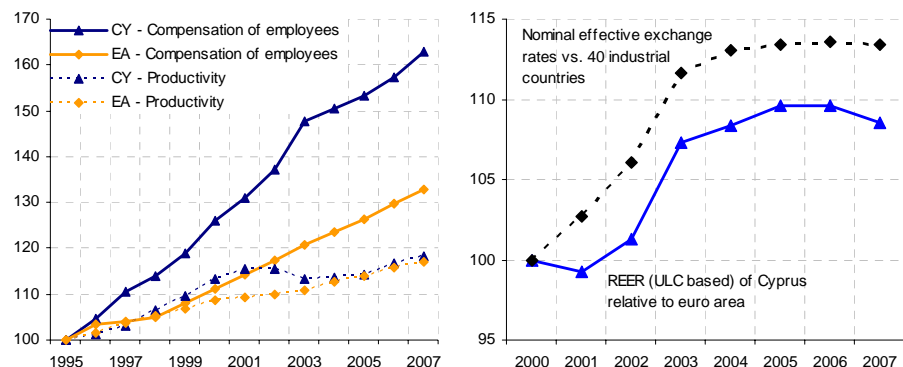 170
160
150
140
130
120
110
100
CY - Compensation of employees
EA - Compensation of employees
CY - Productivity
EA - Productivity
1995 1997 1999 2001 2003 2005 2007
115
110
105
100
95
Nominal effective exchange
rates vs. 40 industrial
countries
REER (ULC based) of Cyprus
relative to euro area
2000 2001 2002 2003 2004 2005 2006 2007